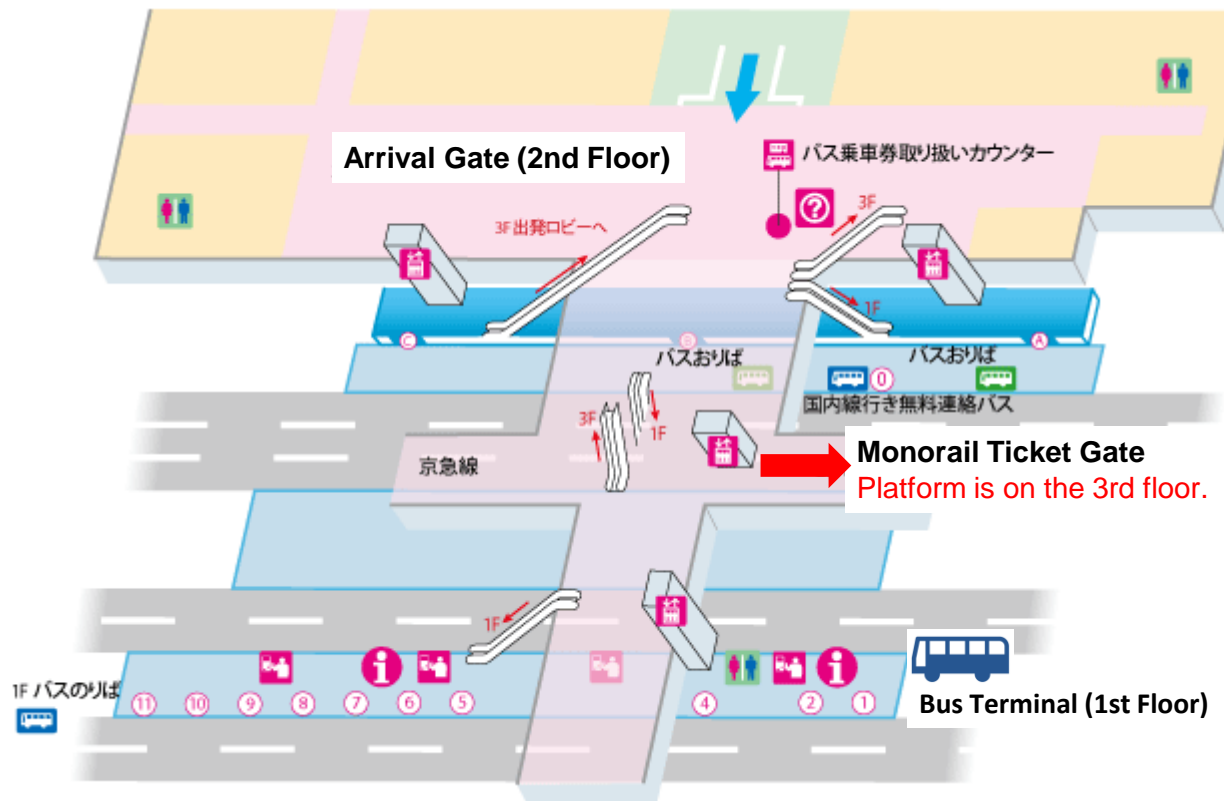 Arrival Gate (2nd Floor)
バス乗車券取り扱いカウンター
?
3F 出発ロビーへ
3F
1F
C
B
A
バスおりば
バスおりば
0
国内線行き無料連絡バス
3F
1F
京急線
Monorail Ticket Gate
Platform is on the 3rd floor.
1F
i
i
1F バスのりば
11
10
9
8
7
6
5
4
2
1
Bus Terminal (1st Floor)